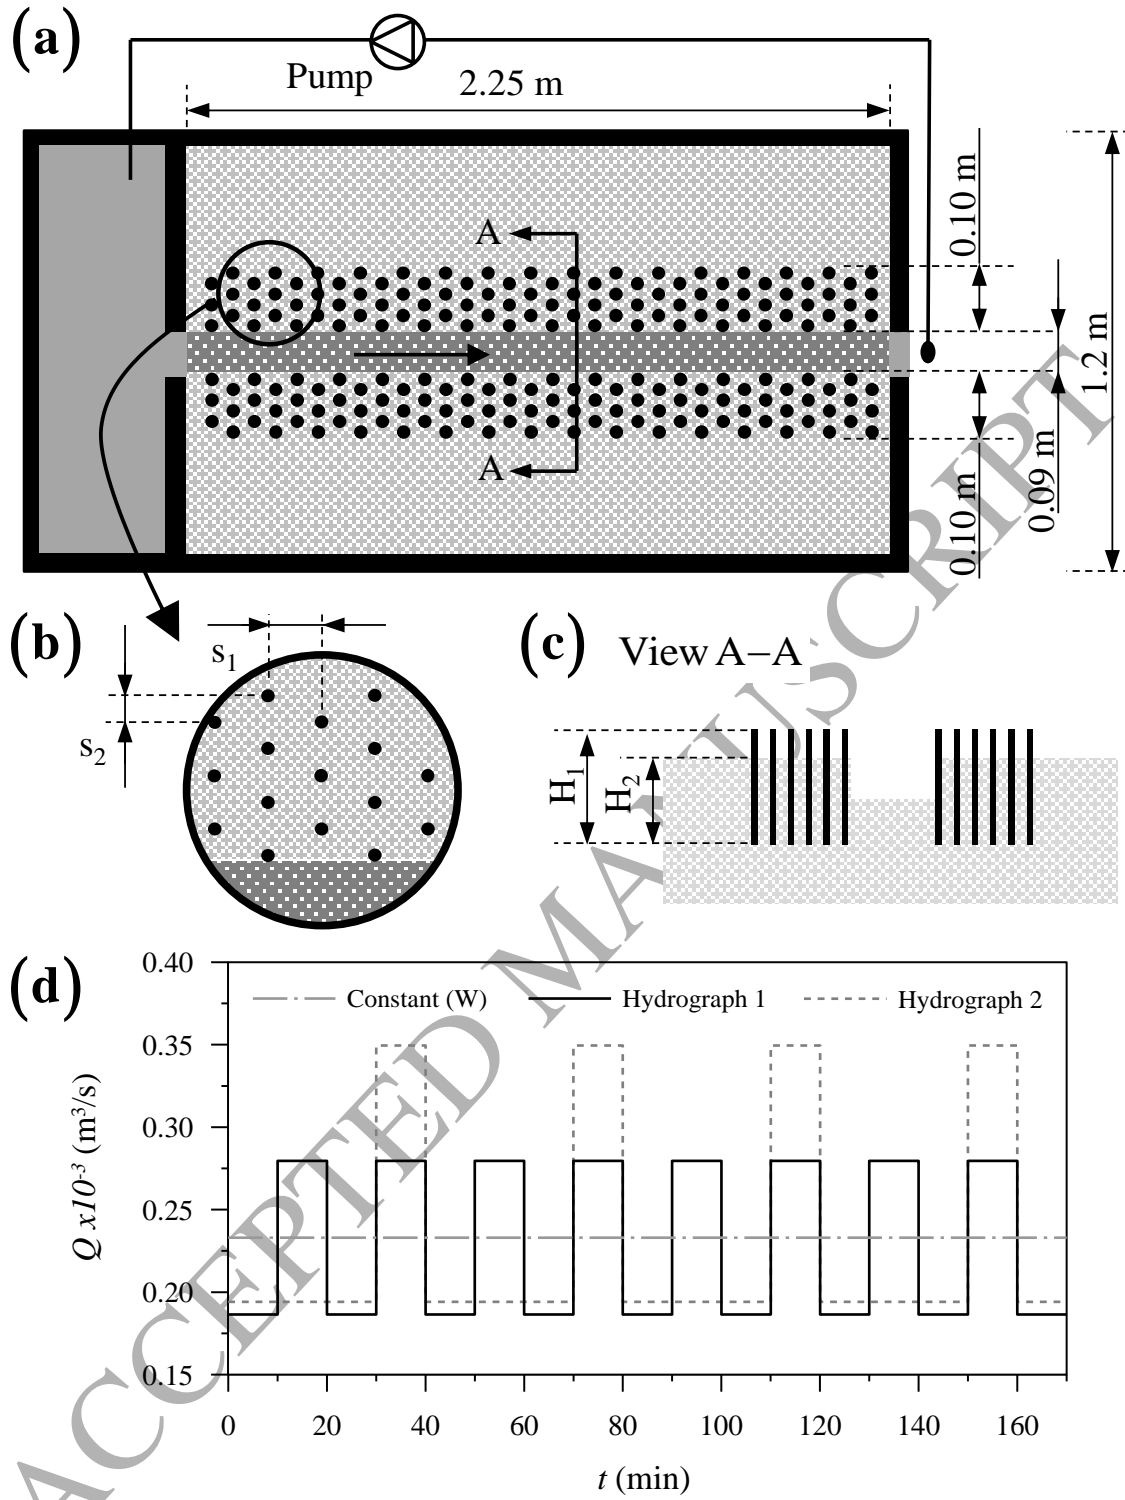 (a)
Pump
2.25 m
A
A
0.10 m
0.10 m
0.09 m
1.2 m
(b)
s1
s2
(c)
View A–A
H1
H2
(d)
Constant (W)
Hydrograph 1
Hydrograph 2
0.40
0.35
0.30
0.25
0.20
0.15
Q x10-3 (m³/s)
0 20 40 60 80 100 120 140 160
t (min)
ACCEPTED MANUSCRIPT